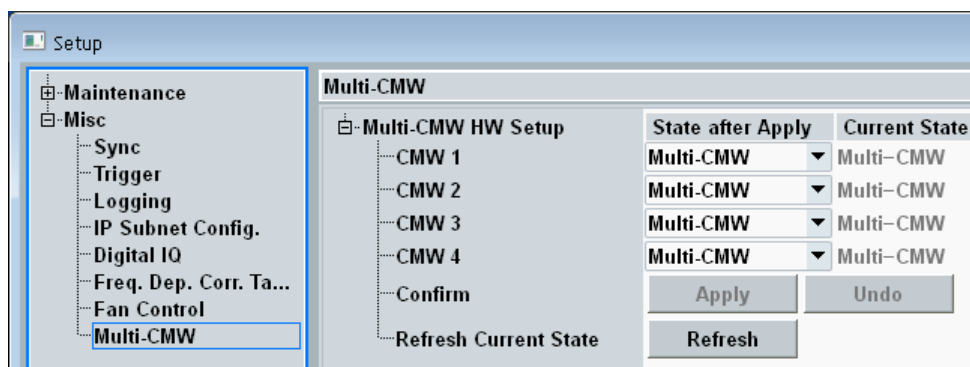 Setup
Maintenance
Misc
Sync
Trigger
Logging
IP Subnet Config.
Digital IQ
Freq. Dep. Corr. Ta...
Fan Control
Multi-CMW
Multi-CMW
Multi-CMW HW Setup State after Apply Current State
CMW 1 Multi-CMW Multi-CMW
CMW 2 Multi-CMW Multi-CMW
CMW 3 Multi-CMW Multi-CMW
CMW 4 Multi-CMW Multi-CMW
Confirm Apply Undo
Refresh Current State Refresh